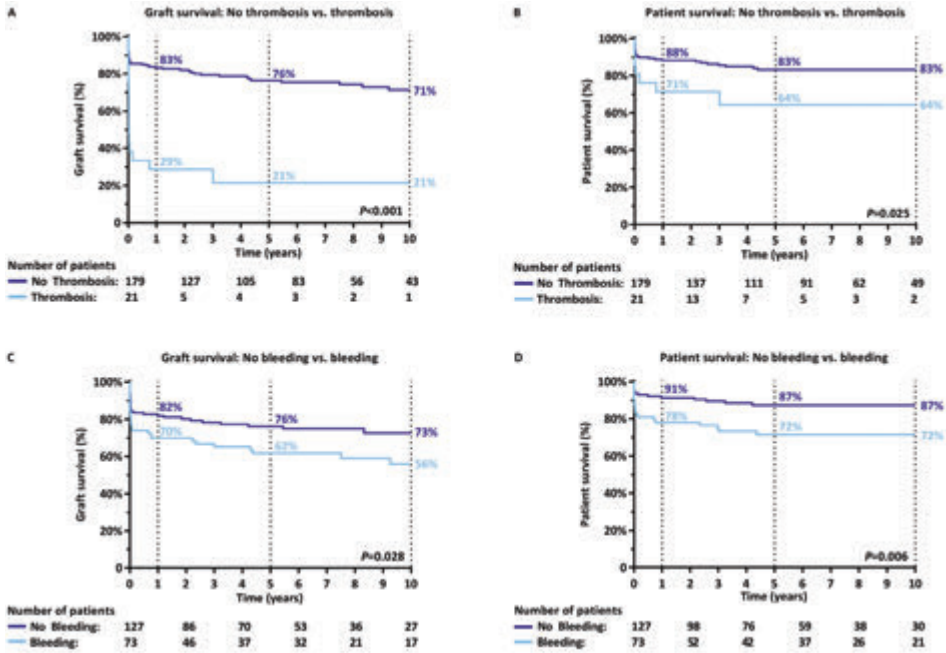 A Graft survival: No thrombosis vs. thrombosis
100%
80%
60%
40%
20%
0
Graft survival (%)
83%
76%
71%
29%
21%
21%
P<0.001
0 1 2 3 4 5 6 7 8 9 10
Time (years)
Number of patients
No Thrombosis: 179 127 105 83 56 43
Thrombosis: 21 5 4 3 2 1
B Patient survival: No thrombosis vs. thrombosis
100%
80%
60%
40%
20%
0
Patient survival (%)
88%
83%
83%
71%
64%
64%
P=0.025
0 1 2 3 4 5 6 7 8 9 10
Time (years)
Number of patients
No Thrombosis: 179 137 111 91 62 49
Thrombosis: 21 13 7 5 3 2
C Graft survival: No bleeding vs. bleeding
100%
80%
60%
40%
20%
0
Graft survival (%)
82%
76%
73%
70%
62%
56%
P=0.028
0 1 2 3 4 5 6 7 8 9 10
Time (years)
Number of patients
No Bleeding: 127 86 70 53 36 27
Bleeding: 73 46 37 32 21 17
D Patient survival: No bleeding vs. bleeding
100%
80%
60%
40%
20%
0
Patient survival (%)
91%
87%
87%
78%
72%
72%
P=0.006
0 1 2 3 4 5 6 7 8 9 10
Time (years)
Number of patients
No Bleeding: 127 98 76 59 38 30
Bleeding: 73 52 42 37 26 21